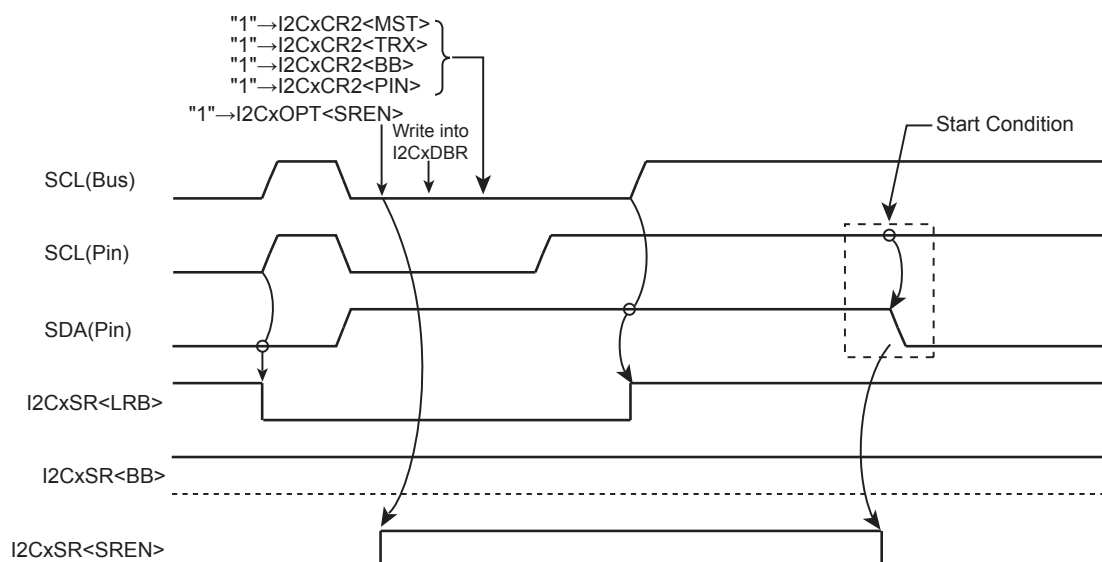 "1"→I2CxCR2<MST>
"1"→I2CxCR2<TRX>
"1"→I2CxCR2<BB>
"1"→I2CxCR2<PIN>
"1"→I2CxOPT<SREN>
Write into
I2CxDBR
Start Condition
SCL(Bus)
SCL(Pin)
SDA(Pin)
I2CxSR<LRB>
I2CxSR<BB>
I2CxSR<SREN>